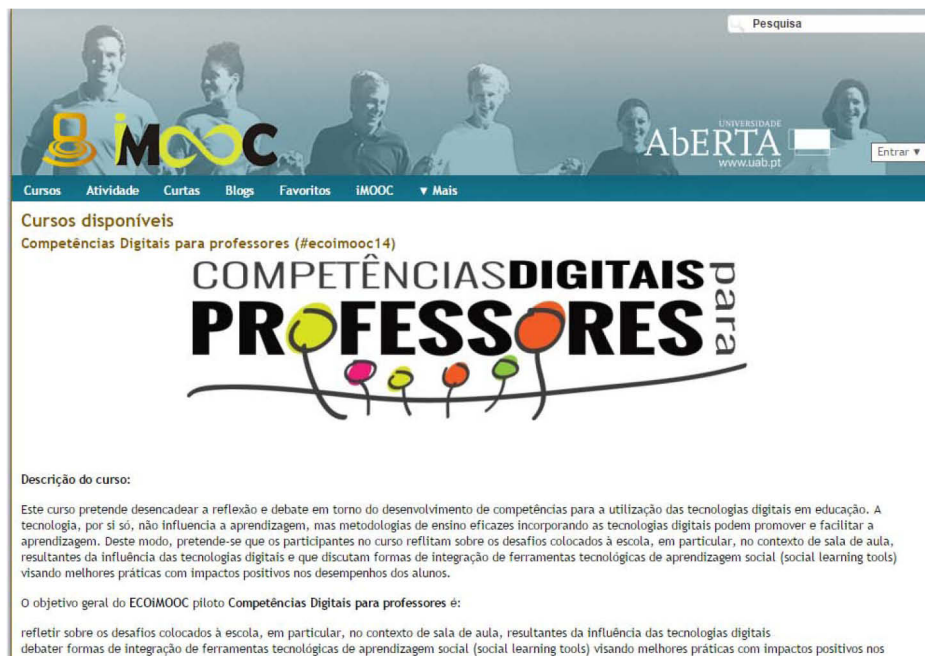 Pesquisa
iMOOC
UNIVERSIDADE
AbERTA
www.uab.pt
Entrar ▼
Cursos Atividade Curtas Blogs Favoritos iMOOC ▼ Mais
Cursos disponíveis
Competências Digitais para professores (#ecoimooc14)
COMPETÊNCIASDIGITAIS
para
PROFESSORES
Descrição do curso:
Este curso pretende desencadear a reflexão e debate em torno do desenvolvimento de competências para a utilização das tecnologias digitais em educação. A
tecnologia, por si só, não influencia a aprendizagem, mas metodologias de ensino eficazes incorporando as tecnologias digitais podem promover e facilitar a
aprendizagem. Deste modo, pretende-se que os participantes no curso reflitam sobre os desafios colocados à escola, em particular, no contexto de sala de aula,
resultantes da influência das tecnologias digitais e que discutam formas de integração de ferramentas tecnológicas de aprendizagem social (social learning tools)
visando melhores práticas com impactos positivos nos desempenhos dos alunos.
O objetivo geral do ECOiMOOC piloto Competências Digitais para professores é:
refletir sobre os desafios colocados à escola, em particular, no contexto de sala de aula, resultantes da influência das tecnologias digitais
debater formas de integração de ferramentas tecnológicas de aprendizagem social (social learning tools) visando melhores práticas com impactos positivos nos